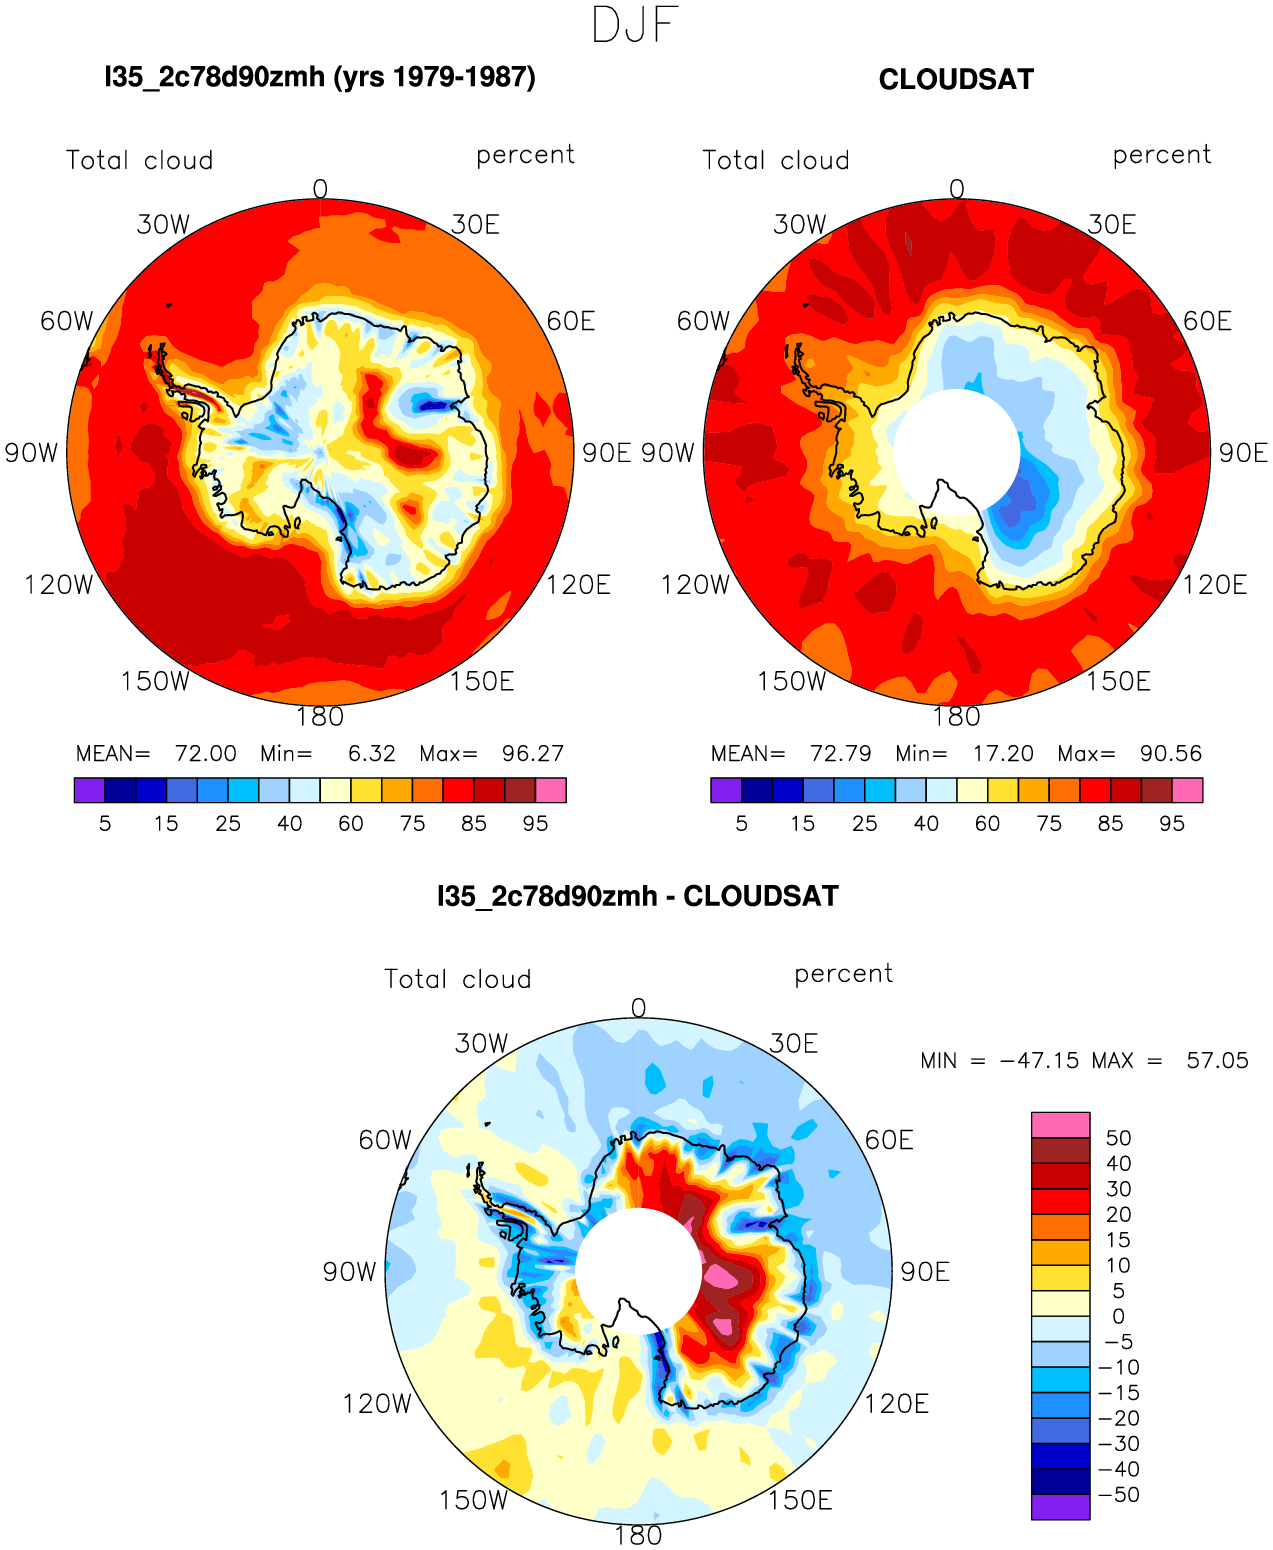 DJF
I35_2c78d90zmh (yrs 1979-1987)
CLOUDSAT
Total cloud percent
Total cloud percent
0
30W 30E
60W 60E
90W 90E
120W 120E
150W 150E
180
0
30W 30E
60W 60E
90W 90E
120W 120E
150W 150E
180
MEAN= 72.00 Min= 6.32 Max= 96.27
5 15 25 40 60 75 85 95
MEAN= 72.79 Min= 17.20 Max= 90.56
5 15 25 40 60 75 85 95
I35_2c78d90zmh - CLOUDSAT
Total cloud percent
0
30W 30E
60W 60E
90W 90E
120W 120E
150W 150E
180
MIN = -47.15 MAX = 57.05
50
40
30
20
15
10
5
0
-5
-10
-15
-20
-30
-40
-50